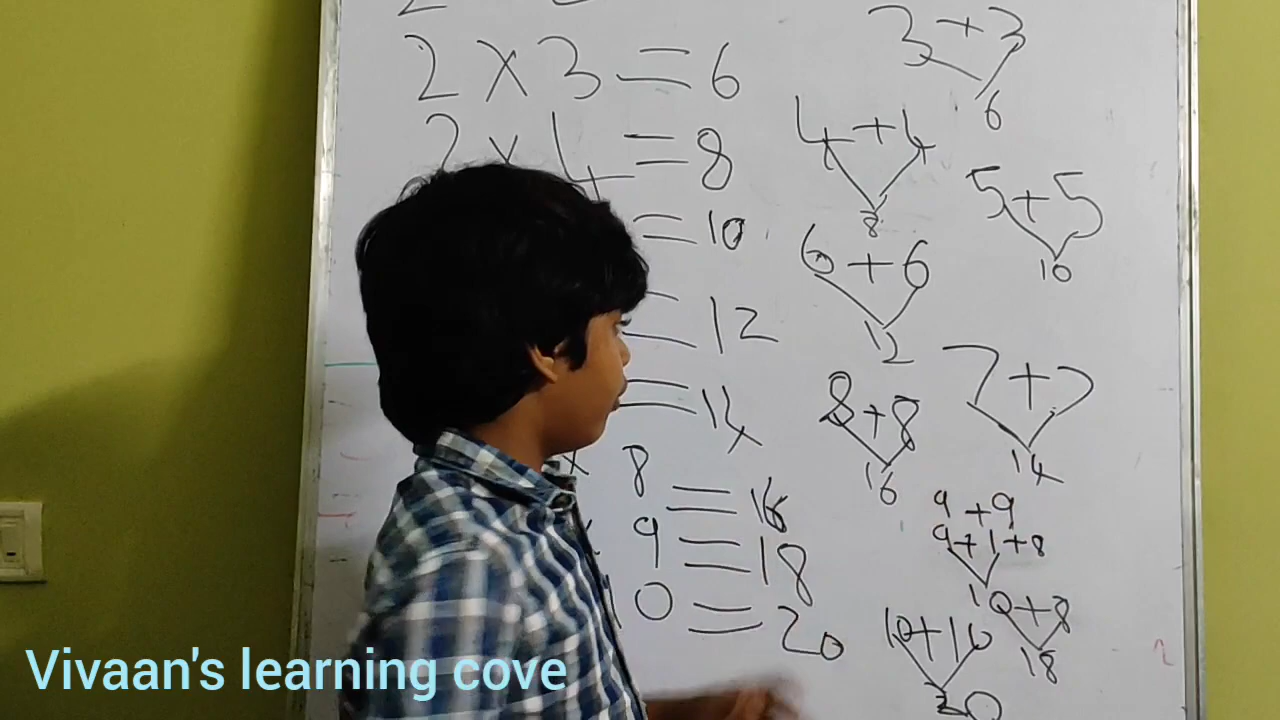 2 x 3 = 6
2 x 4 = 8
= 10
= 12
= 14
x 8 = 16
x 9 = 18
10 = 20
3 + 3
6
4 + 4
8
5 + 5
10
6 + 6
12
7 + 7
14
8 + 8
16
9 + 9
9 + 1 + 8
10 + 8
18
10 + 10
20
Vivaan's learning cove